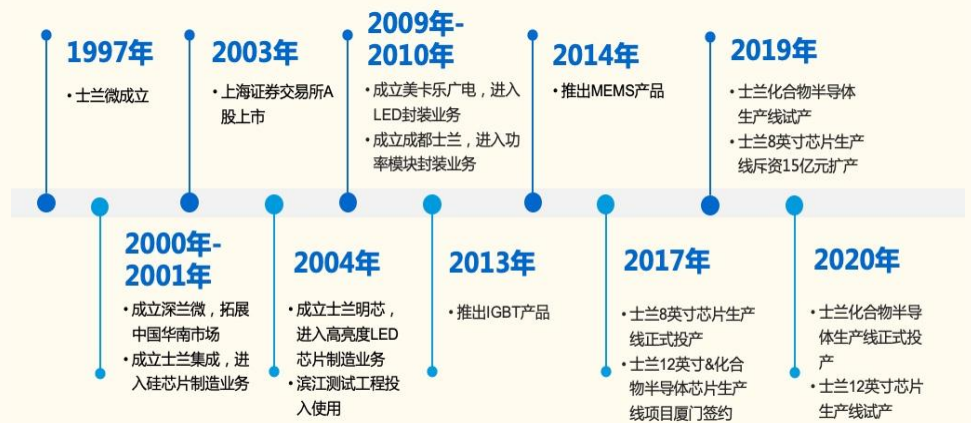 1997年
• 士兰微成立
2000年-
2001年
• 成立深兰微，拓展
中国华南市场
• 成立士兰集成，进
入硅芯片制造业务
2003年
• 上海证券交易所A
股上市
2004年
• 成立士兰明芯，
进入高亮度LED
芯片制造业务
• 滨江测试工程投
入使用
2009年-
2010年
• 成立美卡乐广电，进入
LED封装业务
• 成立成都士兰，进入功
率模块封装业务
2013年
• 推出IGBT产品
2014年
• 推出MEMS产品
2017年
• 士兰8英寸芯片生产
线正式投产
• 士兰12英寸&化合
物半导体芯片生产
线项目厦门签约
2019年
• 士兰化合物半导体
生产线试产
• 士兰8英寸芯片生产
线斥资15亿元扩产
2020年
• 士兰化合物半导
体生产线正式投
产
• 士兰12英寸芯片
生产线试产